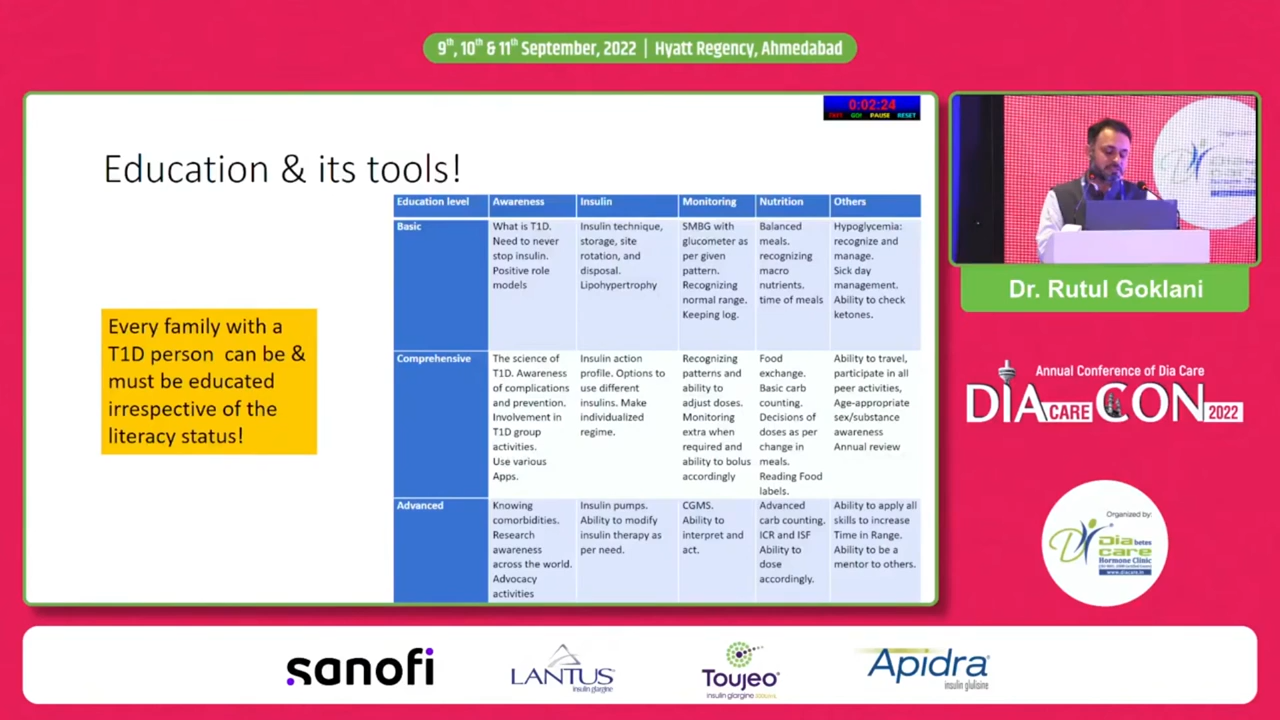 9th, 10th & 11th September, 2022 | Hyatt Regency, Ahmedabad
0:02:24
GO! PAUSE RESET
Education & its tools!
Every family with a
T1D person can be &
must be educated
irrespective of the
literacy status!
Education level Awareness Insulin Monitoring Nutrition Others
Basic
What is T1D.
Need to never
stop insulin.
Positive role
models
Insulin technique,
storage, site
rotation, and
disposal.
Lipohypertrophy
SMBG with
glucometer as
per given
pattern.
Recognizing
normal range.
Keeping log.
Balanced
meals.
recognizing
macro
nutrients.
time of meals
Hypoglycemia:
recognize and
manage.
Sick day
management.
Ability to check
ketones.
Comprehensive
The science of
T1D. Awareness
of complications
and prevention.
Involvement in
T1D group
activities.
Use various
Apps.
Insulin action
profile. Options to
use different
insulins. Make
individualized
regime.
Recognizing
patterns and
ability to
adjust doses.
Monitoring
extra when
required and
ability to bolus
accordingly
Food
exchange.
Basic carb
counting.
Decisions of
doses as per
change in
meals.
Reading Food
labels.
Ability to travel,
participate in all
peer activities,
Age-appropriate
sex/substance
awareness
Annual review
Advanced
Knowing
comorbidities.
Research
awareness
across the world.
Advocacy
activities
Insulin pumps.
Ability to modify
insulin therapy as
per need.
CGMS.
Ability to
interpret and
act.
Advanced
carb counting.
ICR and ISF
Ability to
dose
accordingly.
Ability to apply all
skills to increase
Time in Range.
Ability to be a
mentor to others.
Dr. Rutul Goklani
Annual Conference of Dia Care
DIA CARE CON 2022
Organized by:
Diabetes
care
Hormone Clinic
www.diacare.in
sanofi
LANTUS
insulin glargine
Toujeo
insulin glargine
Apidra
insulin glulisine